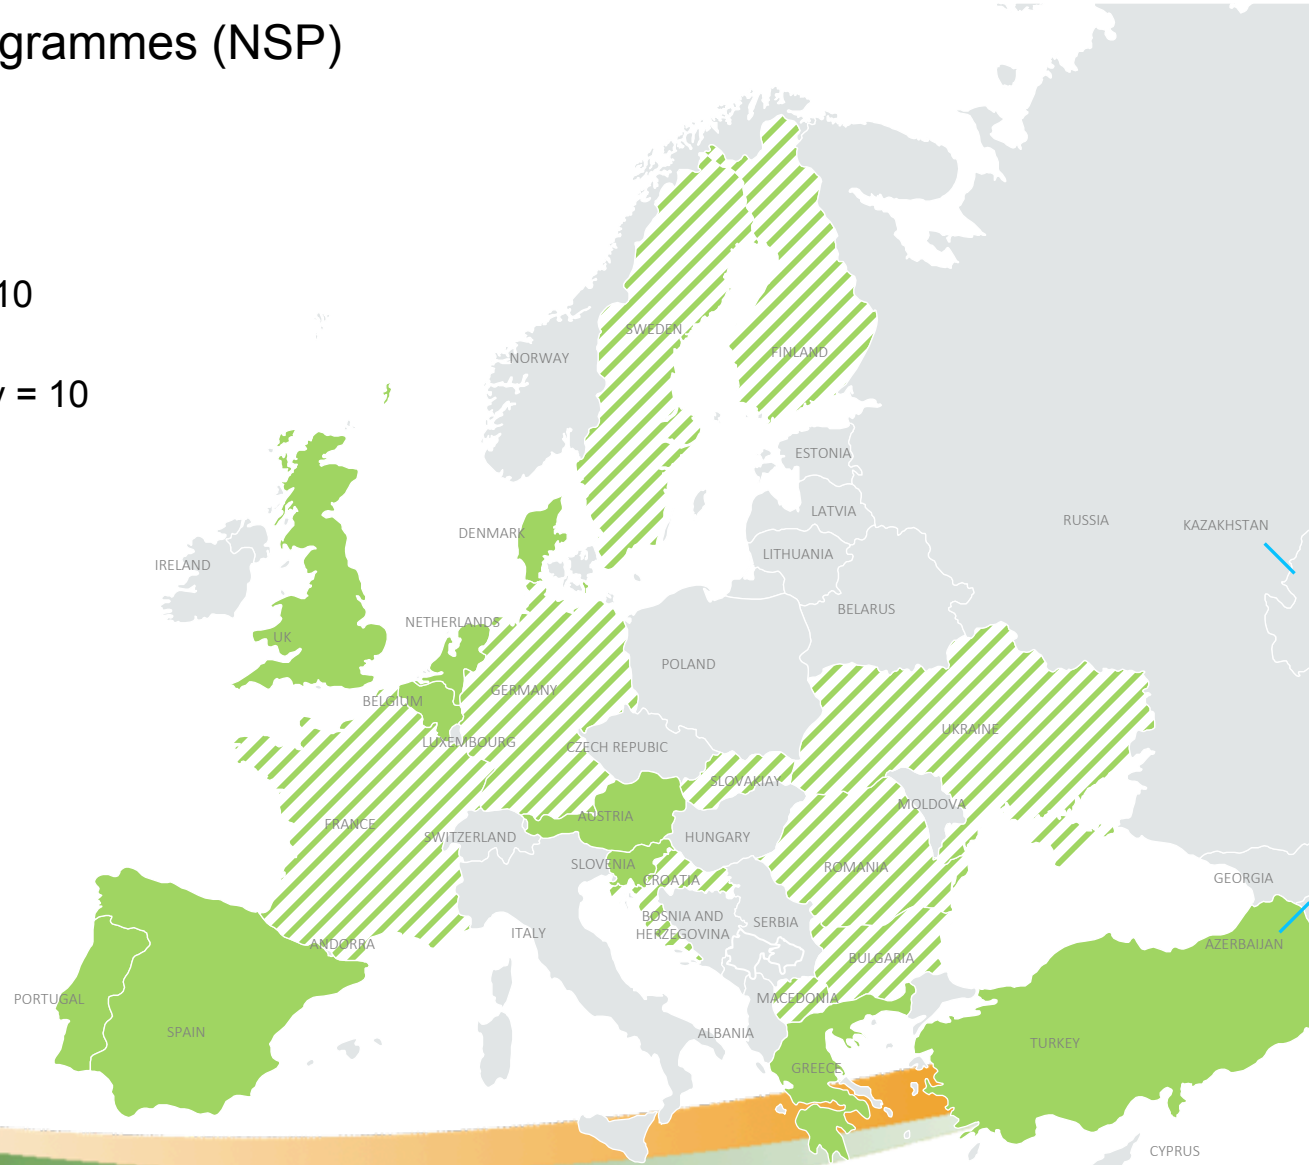 grammes (NSP)
10
y = 10
SWEDEN
NORWAY
FINLAND
ESTONIA
LATVIA
RUSSIA
KAZAKHSTAN
DENMARK
LITHUANIA
IRELAND
BELARUS
NETHERLANDS
UK
POLAND
GERMANY
BELGIUM
UKRAINE
LUXEMBOURG
CZECH REPUBIC
SLOVAKIAY
MOLDOVA
AUSTRIA
FRANCE
SWITZERLAND
HUNGARY
SLOVENIA
ROMANIA
CROATIA
GEORGIA
BOSNIA AND
HERZEGOVINA
SERBIA
ITALY
ANDORRA
AZERBAIJAN
BULGARIA
PORTUGAL
MACEDONIA
SPAIN
ALBANIA
TURKEY
GREECE
CYPRUS